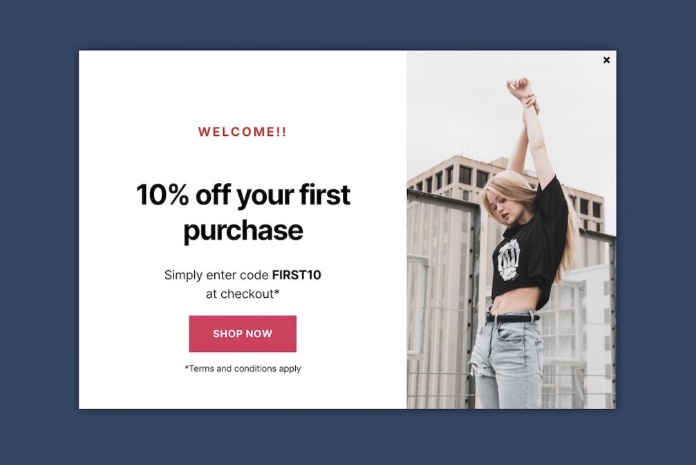 WELCOME!!
10% off your first
purchase
Simply enter code FIRST10
at checkout*
SHOP NOW
*Terms and conditions apply